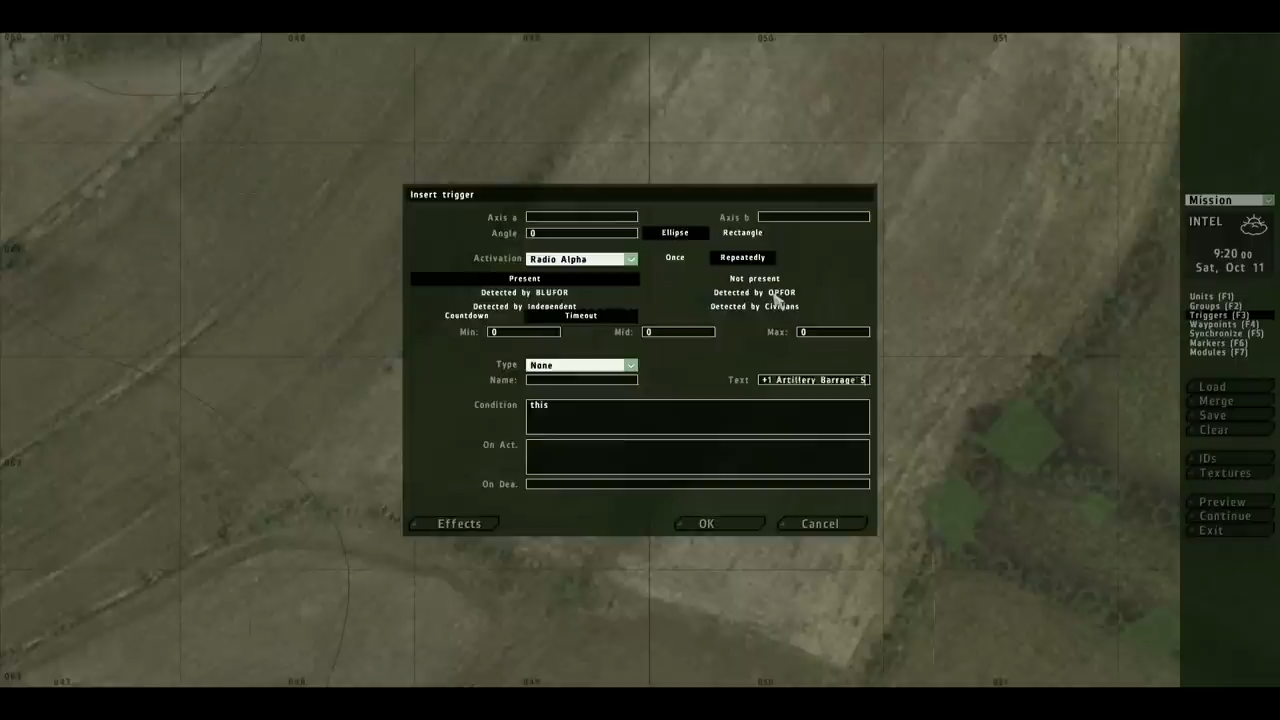 048
049
050
051
Insert trigger
Axis a
Axis b
Angle 0 Ellipse Rectangle
Activation Radio Alpha Once Repeatedly
Present Not present
Detected by BLUFOR Detected by OPFOR
Detected by Independent Detected by Civilians
Countdown Timeout
Min: 0 Mid: 0 Max: 0
Type None
Name: Text +1 Artillery Barrage S
Condition this
On Act.
On Dea.
Effects OK Cancel
Mission
INTEL
9:20 00
Sat, Oct 11
Units (F1)
Groups (F2)
Triggers (F3)
Waypoints (F4)
Synchronize (F5)
Markers (F6)
Modules (F7)
Load
Merge
Save
Clear
IDs
Textures
Preview
Continue
Exit